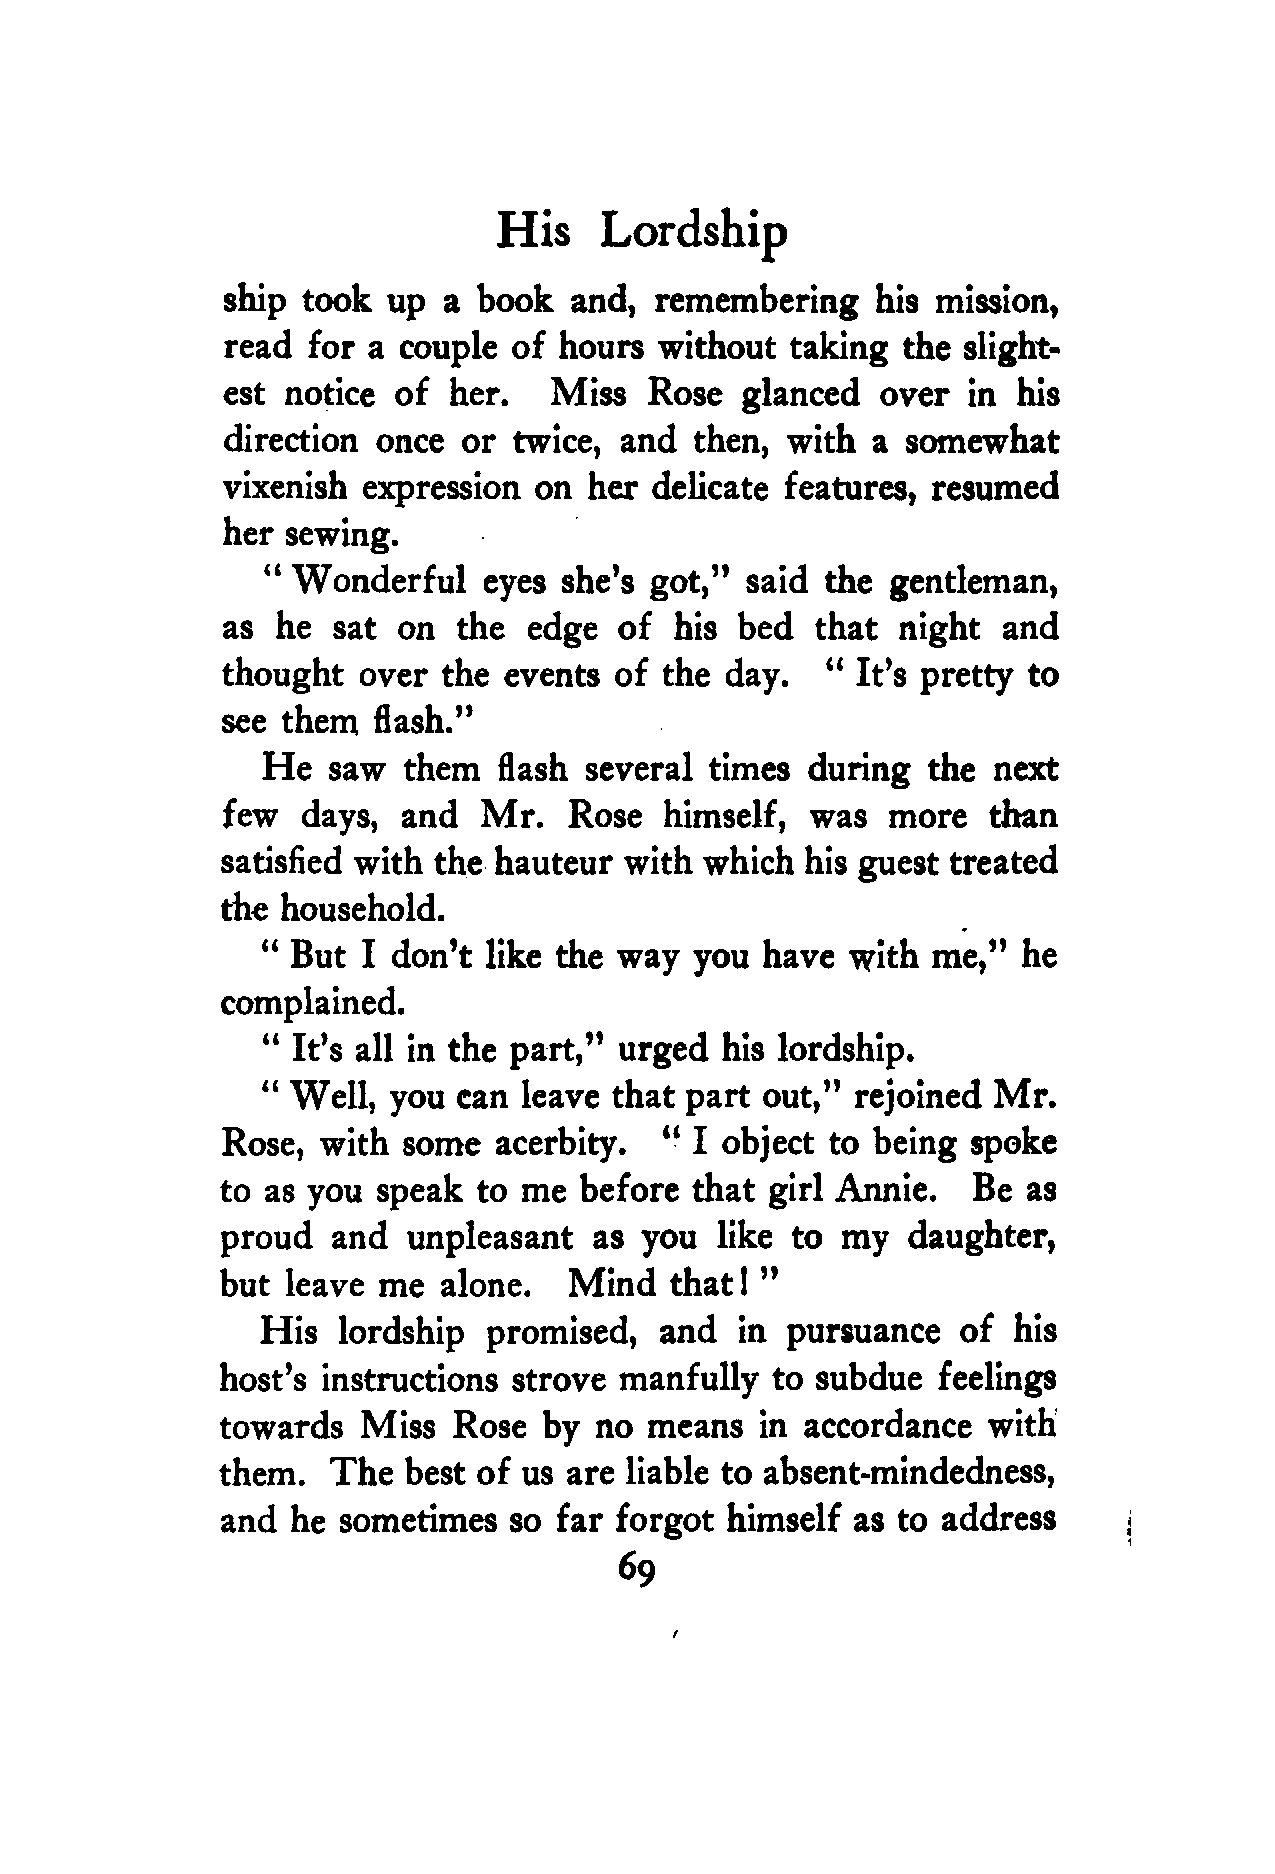 His Lordship
ship took up a book and, remembering his mission,
read for a couple of hours without taking the slight-
est notice of her. Miss Rose glanced over in his
direction once or twice, and then, with a somewhat
vixenish expression on her delicate features, resumed
her sewing.
" Wonderful eyes she's got," said the gentleman,
as he sat on the edge of his bed that night and
thought over the events of the day. " It's pretty to
see them flash."
He saw them flash several times during the next
few days, and Mr. Rose himself, was more than
satisfied with the hauteur with which his guest treated
the household.
" But I don't like the way you have with me," he
complained.
" It's all in the part," urged his lordship.
" Well, you can leave that part out," rejoined Mr.
Rose, with some acerbity. " I object to being spoke
to as you speak to me before that girl Annie. Be as
proud and unpleasant as you like to my daughter,
but leave me alone. Mind that! "
His lordship promised, and in pursuance of his
host's instructions strove manfully to subdue feelings
towards Miss Rose by no means in accordance with
them. The best of us are liable to absent-mindedness,
and he sometimes so far forgot himself as to address
69